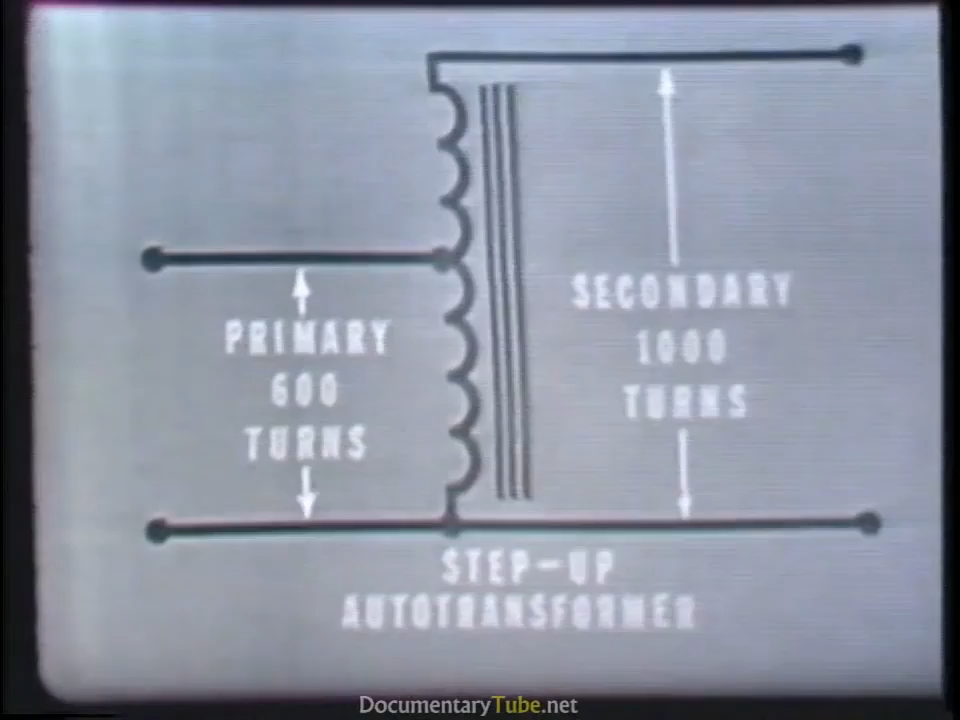 PRIMARY
600
TURNS
SECONDARY
1000
TURNS
STEP-UP
AUTOTRANSFORMER
DocumentaryTube.net